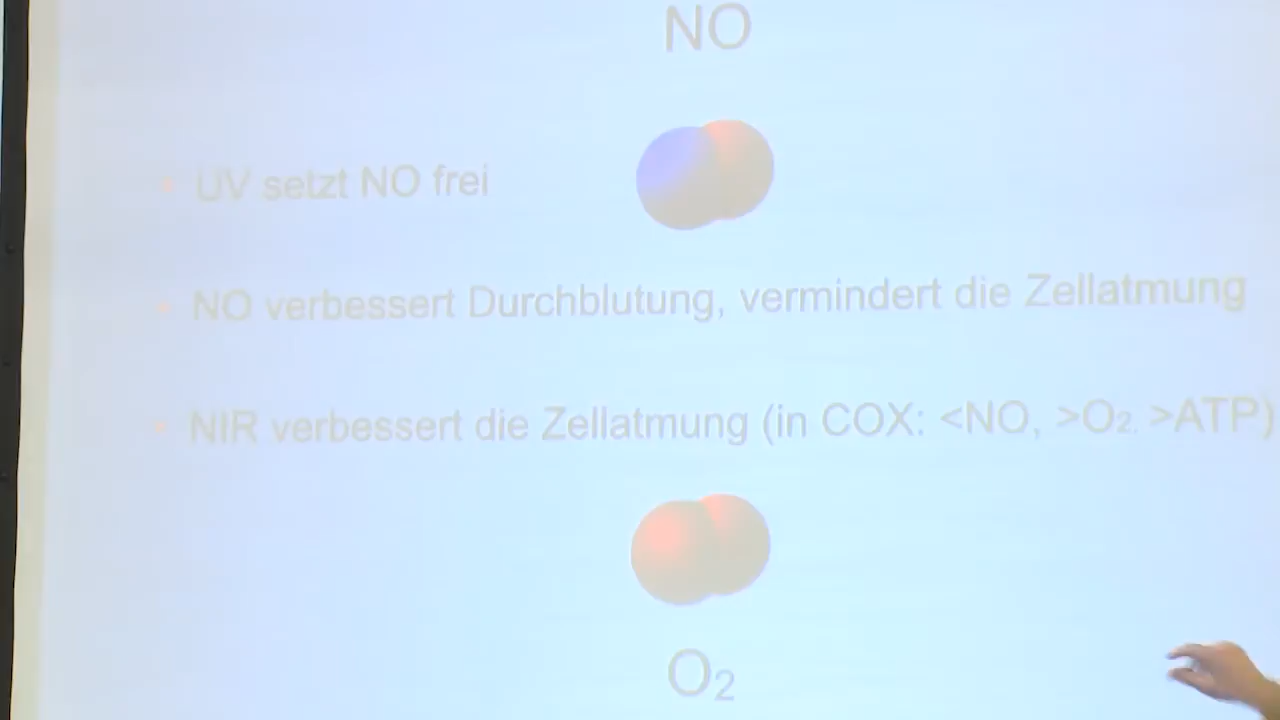 NO
UV setzt NO frei
NO verbessert Durchblutung, vermindert die Zellatmung
NIR verbessert die Zellatmung (in COX: <NO, >O₂, >ATP)
O₂